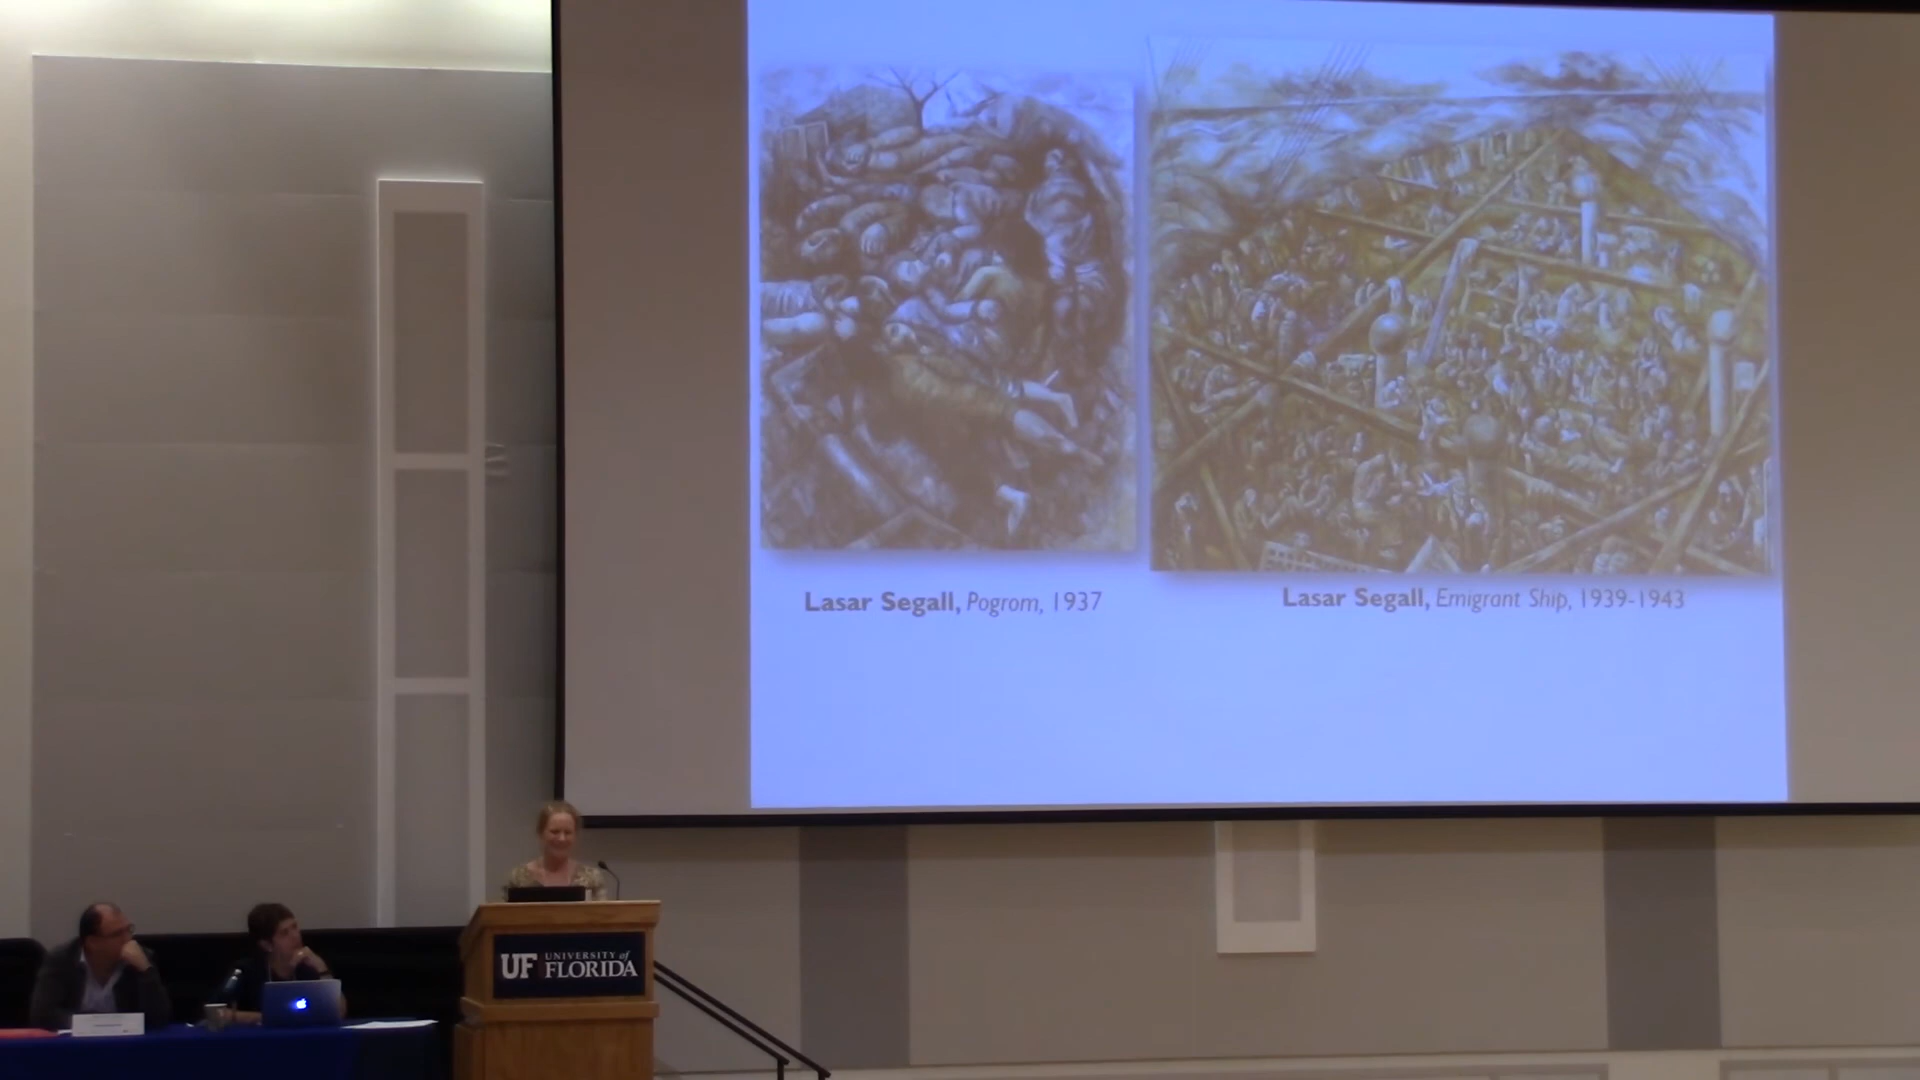 Lasar Segall, Pogrom, 1937
Lasar Segall, Emigrant Ship, 1939-1943
UF UNIVERSITY of
FLORIDA